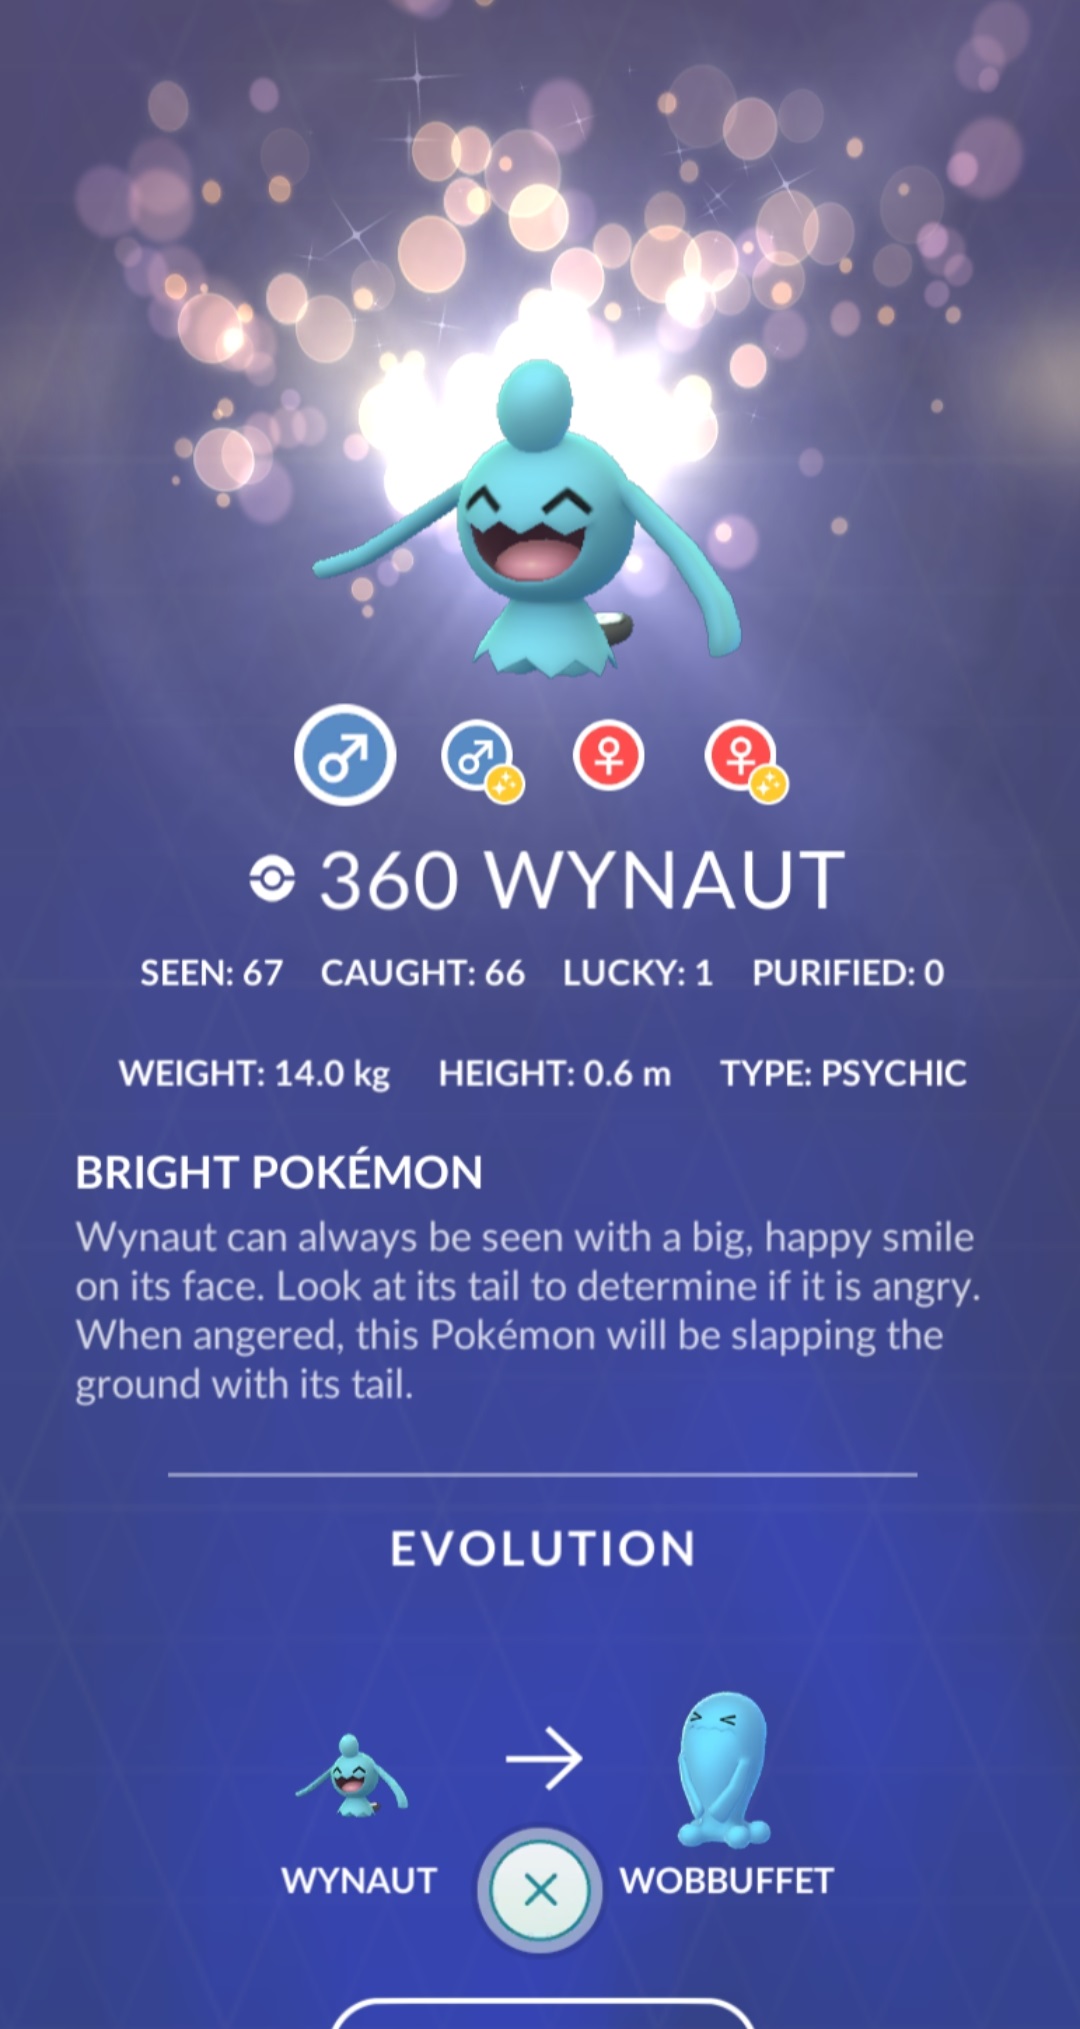 360 WYNAUT
SEEN: 67 CAUGHT: 66 LUCKY: 1 PURIFIED: 0
WEIGHT: 14.0 kg HEIGHT: 0.6 m TYPE: PSYCHIC
BRIGHT POKÉMON
Wynaut can always be seen with a big, happy smile
on its face. Look at its tail to determine if it is angry.
When angered, this Pokémon will be slapping the
ground with its tail.
EVOLUTION
WYNAUT WOBBUFFET